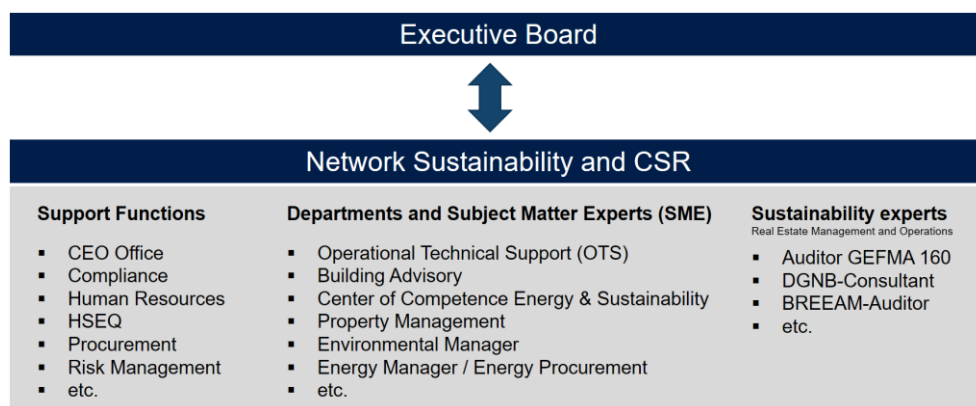 Executive Board
Network Sustainability and CSR
Support Functions
▪ CEO Office
▪ Compliance
▪ Human Resources
▪ HSEQ
▪ Procurement
▪ Risk Management
▪ etc.
Departments and Subject Matter Experts (SME)
▪ Operational Technical Support (OTS)
▪ Building Advisory
▪ Center of Competence Energy & Sustainability
▪ Property Management
▪ Environmental Manager
▪ Energy Manager / Energy Procurement
▪ etc.
Sustainability experts
Real Estate Management and Operations
▪ Auditor GEFMA 160
▪ DGNB-Consultant
▪ BREEAM-Auditor
▪ etc.